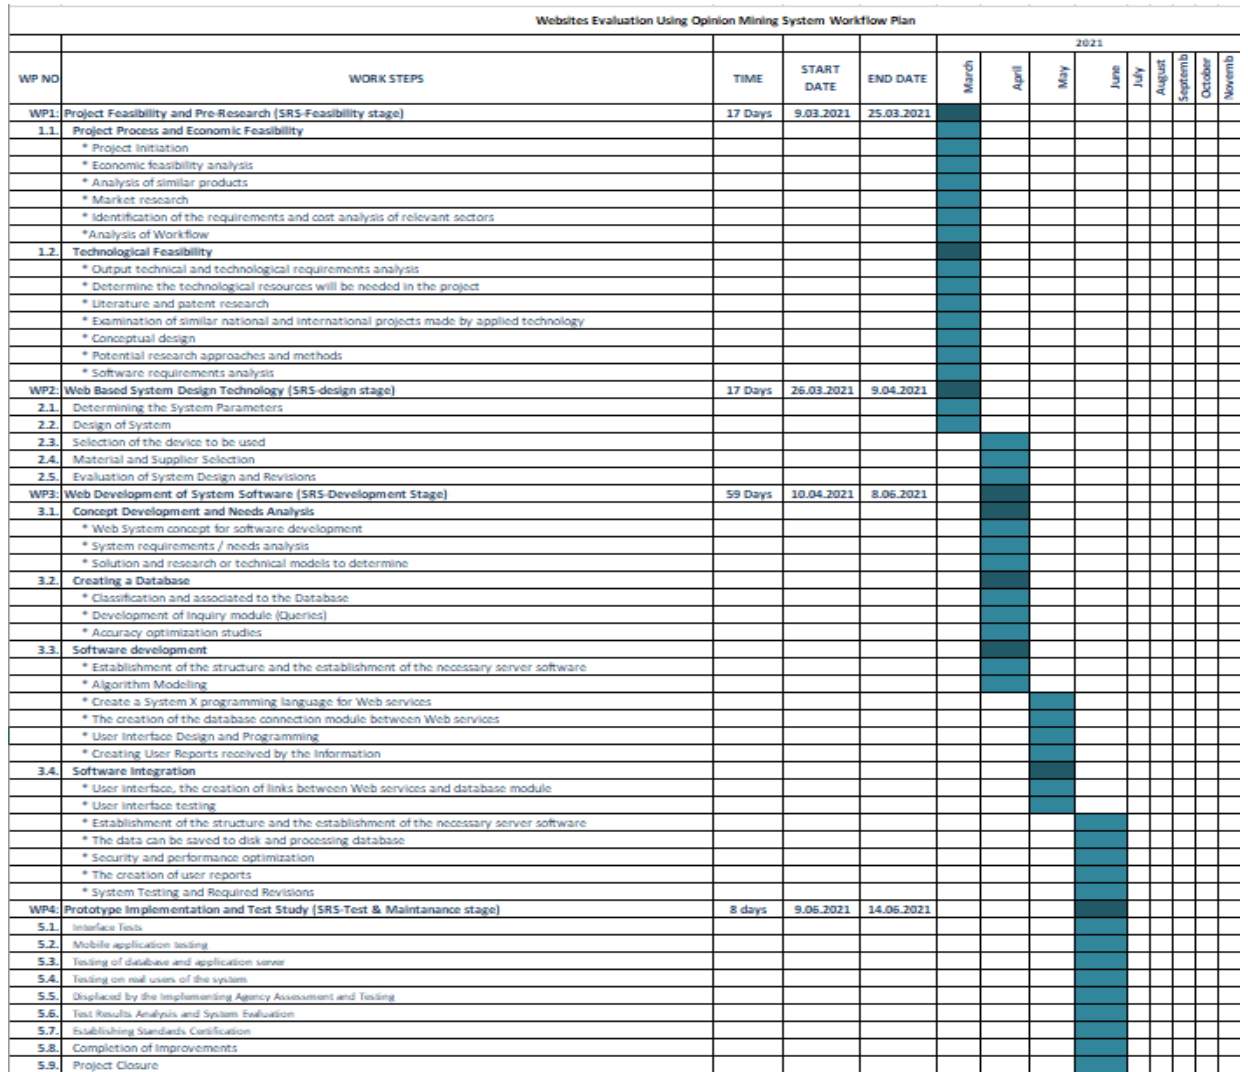 Websites Evaluation Using Opinion Mining System Workflow Plan
2021
WP NO WORK STEPS TIME START DATE END DATE March April May June July August Septemb October Novemb
WP1: Project Feasibility and Pre-Research (SRS-Feasibility stage) 17 Days 9.03.2021 25.03.2021
1.1. Project Process and Economic Feasibility
* Project Initiation
* Economic feasibility analysis
* Analysis of similar products
* Market research
* Identification of the requirements and cost analysis of relevant sectors
*Analysis of Workflow
1.2. Technological Feasibility
* Output technical and technological requirements analysis
* Determine the technological resources will be needed in the project
* Literature and patent research
* Examination of similar national and international projects made by applied technology
* Conceptual design
* Potential research approaches and methods
* Software requirements analysis
WP2: Web Based System Design Technology (SRS-design stage) 17 Days 26.03.2021 9.04.2021
2.1. Determining the System Parameters
2.2. Design of System
2.3. Selection of the device to be used
2.4. Material and Supplier Selection
2.5. Evaluation of System Design and Revisions
WP3: Web Development of System Software (SRS-Development Stage) 59 Days 10.04.2021 8.06.2021
3.1. Concept Development and Needs Analysis
* Web System concept for software development
* System requirements / needs analysis
* Solution and research or technical models to determine
3.2. Creating a Database
* Classification and associated to the Database
* Development of Inquiry module (Queries)
* Accuracy optimization studies
3.3. Software development
* Establishment of the structure and the establishment of the necessary server software
* Algorithm Modeling
* Create a System X programming language for Web services
* The creation of the database connection module between Web services
* User Interface Design and Programming
* Creating User Reports received by the Information
3.4. Software Integration
* User interface, the creation of links between Web services and database module
* User interface testing
* Establishment of the structure and the establishment of the necessary server software
* The data can be saved to disk and processing database
* Security and performance optimization
* The creation of user reports
* System Testing and Required Revisions
WP4: Prototype Implementation and Test Study (SRS-Test & Maintanance stage) 8 days 9.06.2021 14.06.2021
5.1. Interface Tests
5.2. Mobile application testing
5.3. Testing of database and application server
5.4. Testing on real users of the system
5.5. Displaced by the Implementing Agency Assessment and Testing
5.6. Test Results Analysis and System Evaluation
5.7. Establishing Standards Certification
5.8. Completion of Improvements
5.9. Project Closure